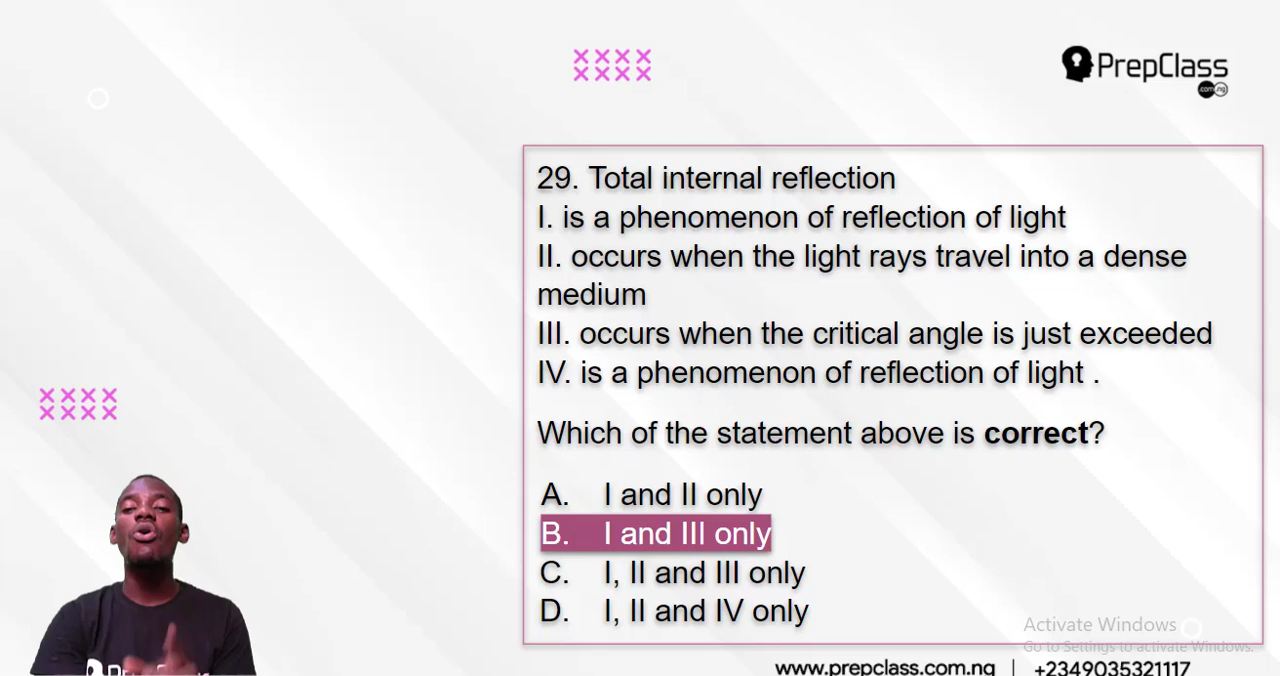 PrepClass
.com.ng
29. Total internal reflection
I. is a phenomenon of reflection of light
II. occurs when the light rays travel into a dense
medium
III. occurs when the critical angle is just exceeded
IV. is a phenomenon of reflection of light .
Which of the statement above is correct?
A. I and II only
B. I and III only
C. I, II and III only
D. I, II and IV only
Activate Windows
Go to Settings to activate Windows.
www.prepclass.com.ng | +2349035321117